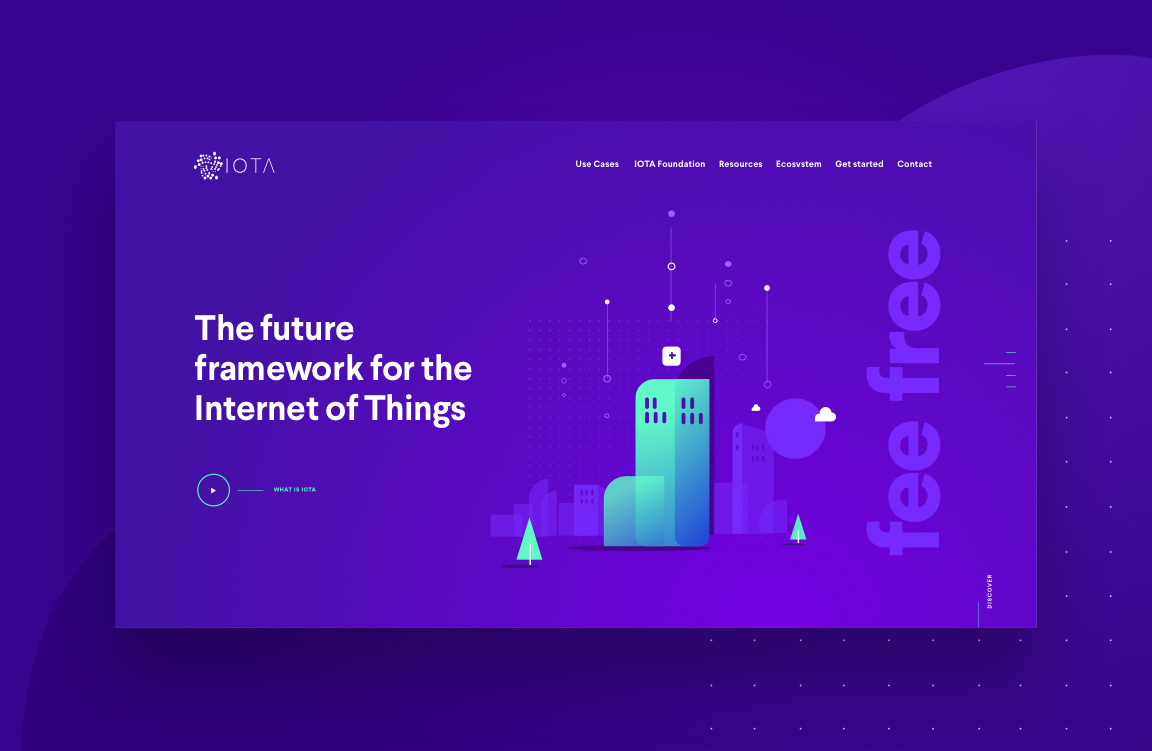 IOTA
Use Cases IOTA Foundation Resources Ecosvstem Get started Contact
The future
framework for the
Internet of Things
WHAT IS IOTA
fee free
DISCOVER